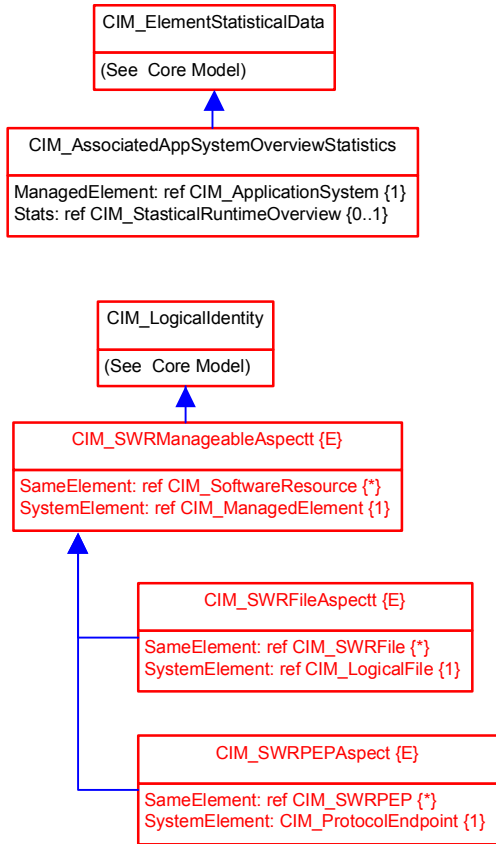 CIM_ElementStatisticalData
(See Core Model)
CIM_AssociatedAppSystemOverviewStatistics
ManagedElement: ref CIM_ApplicationSystem {1}
Stats: ref CIM_StasticalRuntimeOverview {0..1}
CIM_LogicalIdentity
(See Core Model)
CIM_SWRManageableAspectt {E}
SameElement: ref CIM_SoftwareResource {*}
SystemElement: ref CIM_ManagedElement {1}
CIM_SWRFileAspectt {E}
SameElement: ref CIM_SWRFile {*}
SystemElement: ref CIM_LogicalFile {1}
CIM_SWRPEPAspect {E}
SameElement: ref CIM_SWRPEP {*}
SystemElement: CIM_ProtocolEndpoint {1}